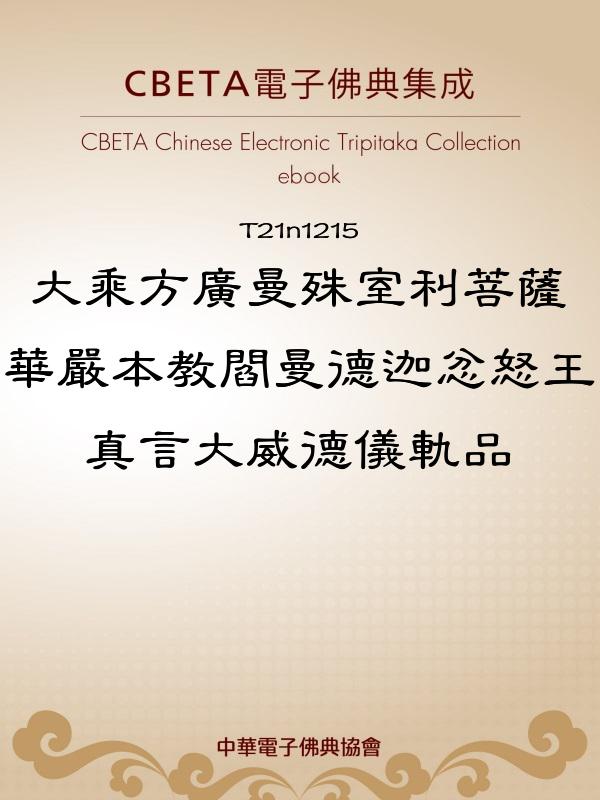 CBETA電子佛典集成
CBETA Chinese Electronic Tripitaka Collection
ebook
T21n1215
大乘方廣曼殊室利菩薩
華嚴本教閻曼德迦忿怒王
真言大威德儀軌品
中華電子佛典協會